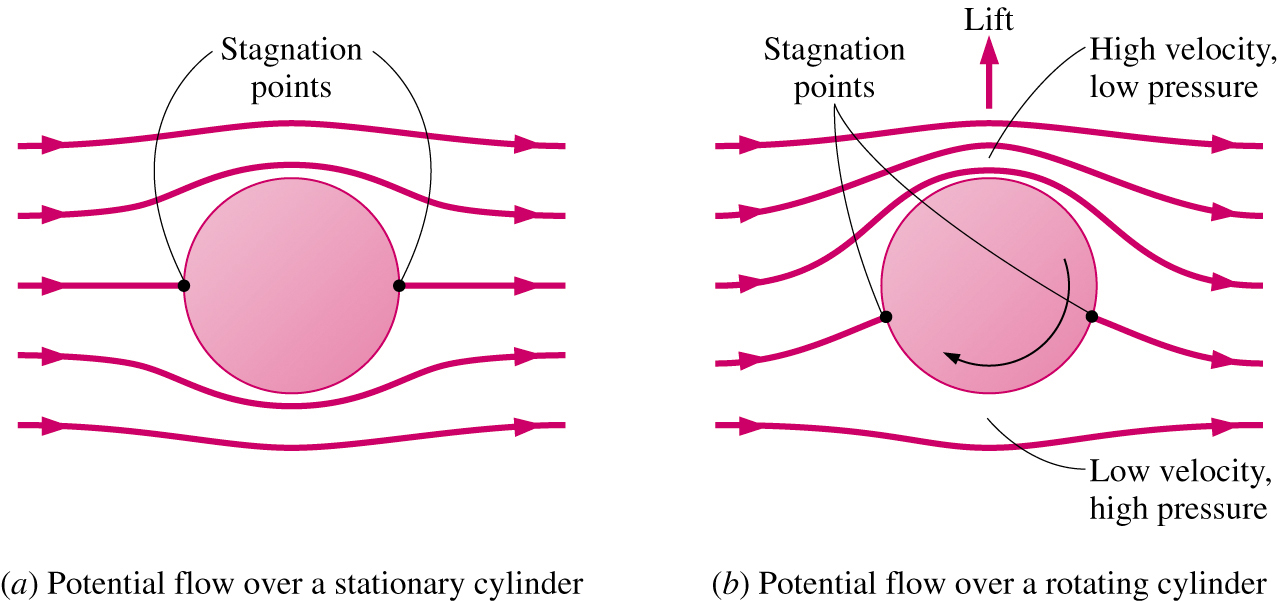 Stagnation
points
Lift
Stagnation
points
High velocity,
low pressure
Low velocity,
high pressure
(a) Potential flow over a stationary cylinder
(b) Potential flow over a rotating cylinder